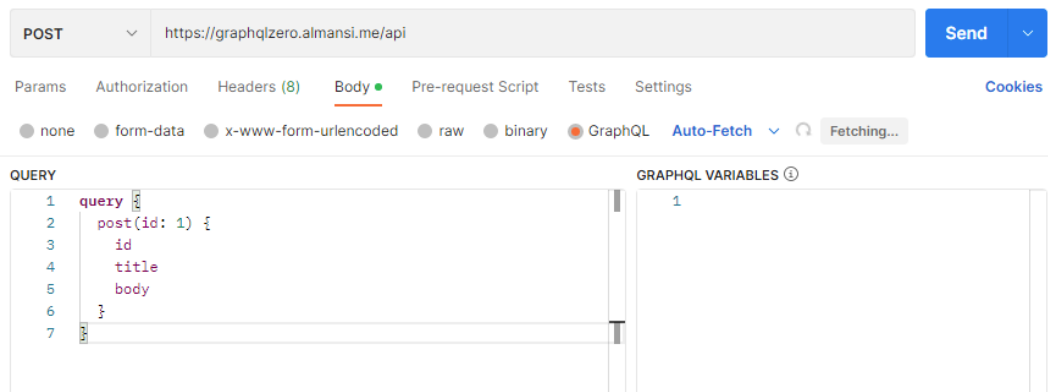 POST https://graphqlzero.almansi.me/api Send
Params Authorization Headers (8) Body Pre-request Script Tests Settings Cookies
none form-data x-www-form-urlencoded raw binary GraphQL Auto-Fetch Fetching...
QUERY GRAPHQL VARIABLES
1 query { 1
2 post(id: 1) {
3 id
4 title
5 body
6 }
7 }